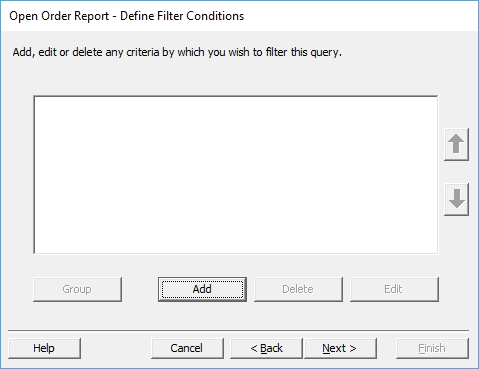 Open Order Report - Define Filter Conditions
Add, edit or delete any criteria by which you wish to filter this query.
Group Add Delete Edit
Help Cancel < Back Next > Finish